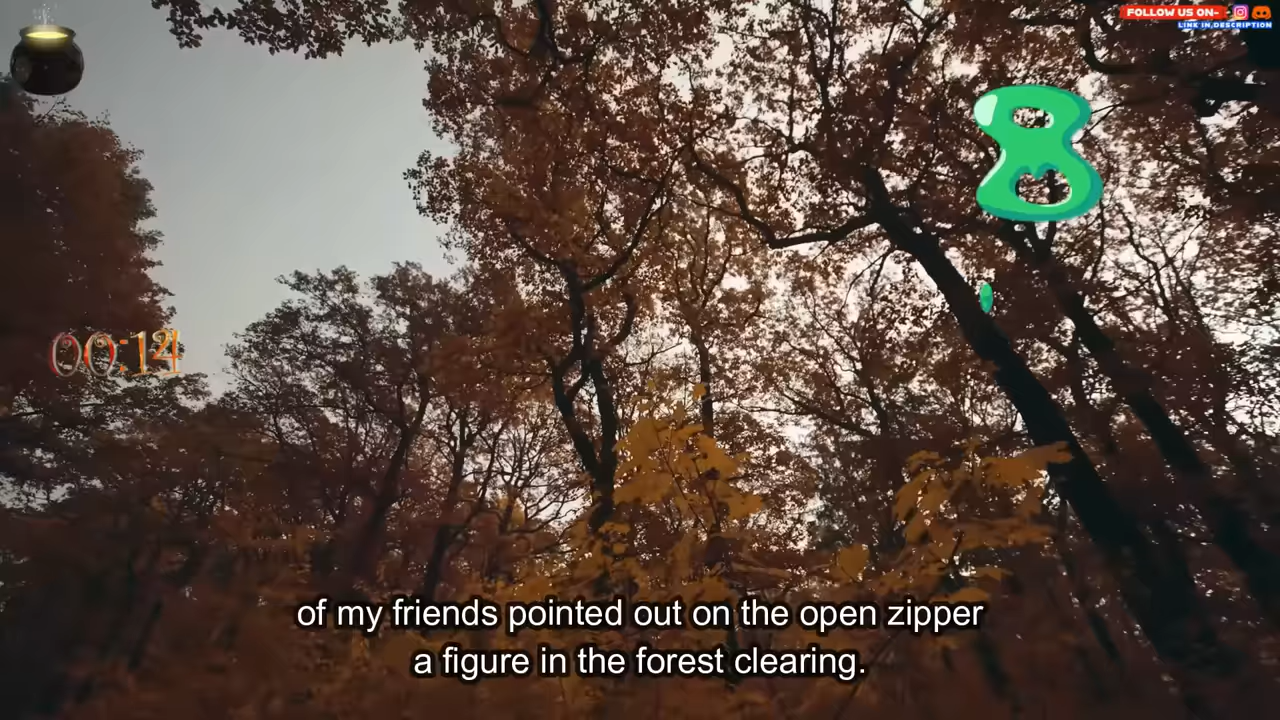 FOLLOW US ON-
LINK IN DESCRIPTION
8
00:14
of my friends pointed out on the open zipper
a figure in the forest clearing.